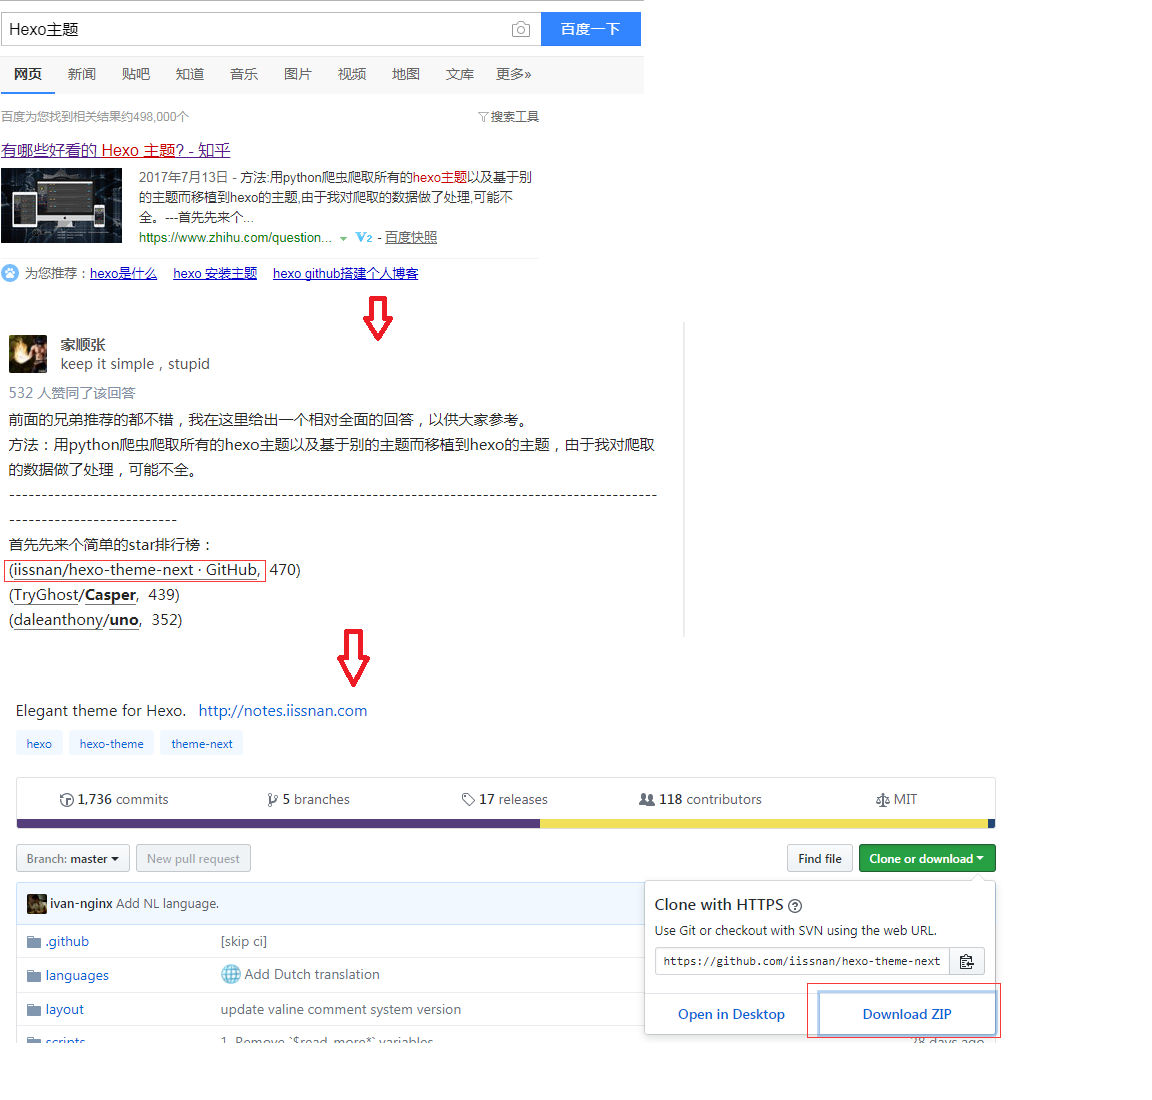 Hexo主题
百度一下
网页 新闻 贴吧 知道 音乐 图片 视频 地图 文库 更多»
百度为您找到相关结果约498,000个
搜索工具
有哪些好看的 Hexo 主题? - 知乎
2017年7月13日 - 方法:用python爬虫爬取所有的hexo主题以及基于别
的主题而移植到hexo的主题,由于我对爬取的数据做了处理,可能不
全。---首先先来个...
https://www.zhihu.com/question... V2 - 百度快照
为您推荐：hexo是什么 hexo 安装主题 hexo github搭建个人博客
家顺张
keep it simple，stupid
532 人赞同了该回答
前面的兄弟推荐的都不错，我在这里给出一个相对全面的回答，以供大家参考。
方法：用python爬虫爬取所有的hexo主题以及基于别的主题而移植到hexo的主题，由于我对爬取
的数据做了处理，可能不全。
----------------------------------------------------------------------------------------------------
--------------------------
首先先来个简单的star排行榜：
(iissnan/hexo-theme-next · GitHub, 470)
(TryGhost/Casper, 439)
(daleanthony/uno, 352)
Elegant theme for Hexo. http://notes.iissnan.com
hexo hexo-theme theme-next
1,736 commits 5 branches 17 releases 118 contributors MIT
Branch: master New pull request Find file Clone or download
ivan-nginx Add NL language.
Clone with HTTPS ?
Use Git or checkout with SVN using the web URL.
.github [skip ci]
https://github.com/iissnan/hexo-theme-next
languages Add Dutch translation
layout update valine comment system version
Open in Desktop Download ZIP
scripts 1. Remove `$read_more*` variables. 28 days ago